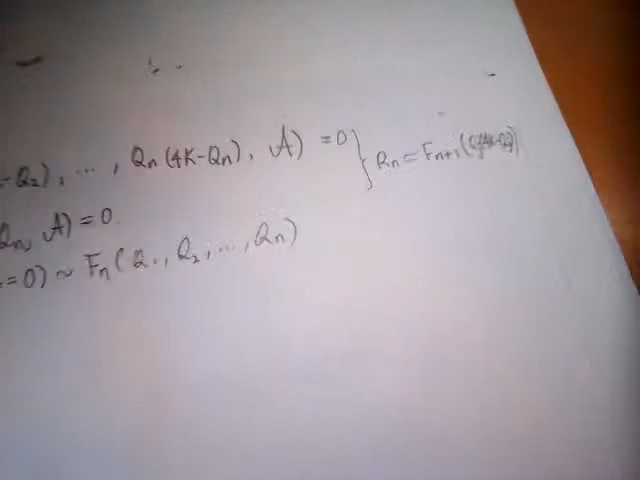 -Q₂), ..., Qₙ(4K-Qₙ), A) = 0 } Rₙ = Fₙ₊₁(
Qₙ, A) = 0
= 0) ~ Fₙ(Q₁, Q₂, ..., Qₙ)